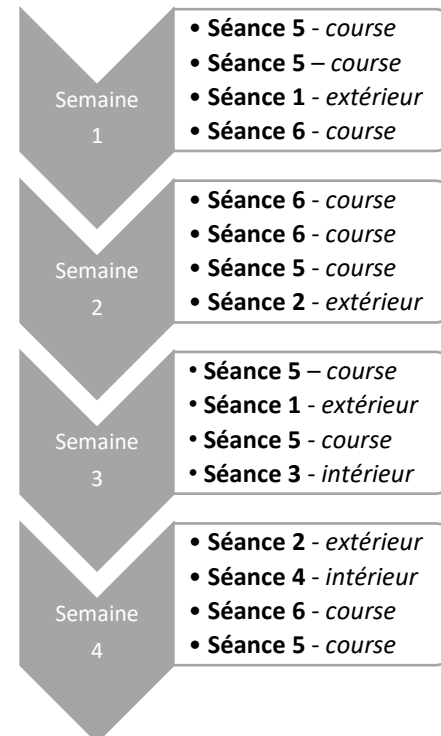 Semaine
1
• Séance 5 - course
• Séance 5 – course
• Séance 1 - extérieur
• Séance 6 - course
Semaine
2
• Séance 6 - course
• Séance 6 - course
• Séance 5 - course
• Séance 2 - extérieur
Semaine
3
• Séance 5 – course
• Séance 1 - extérieur
• Séance 5 - course
• Séance 3 - intérieur
Semaine
4
• Séance 2 - extérieur
• Séance 4 - intérieur
• Séance 6 - course
• Séance 5 - course